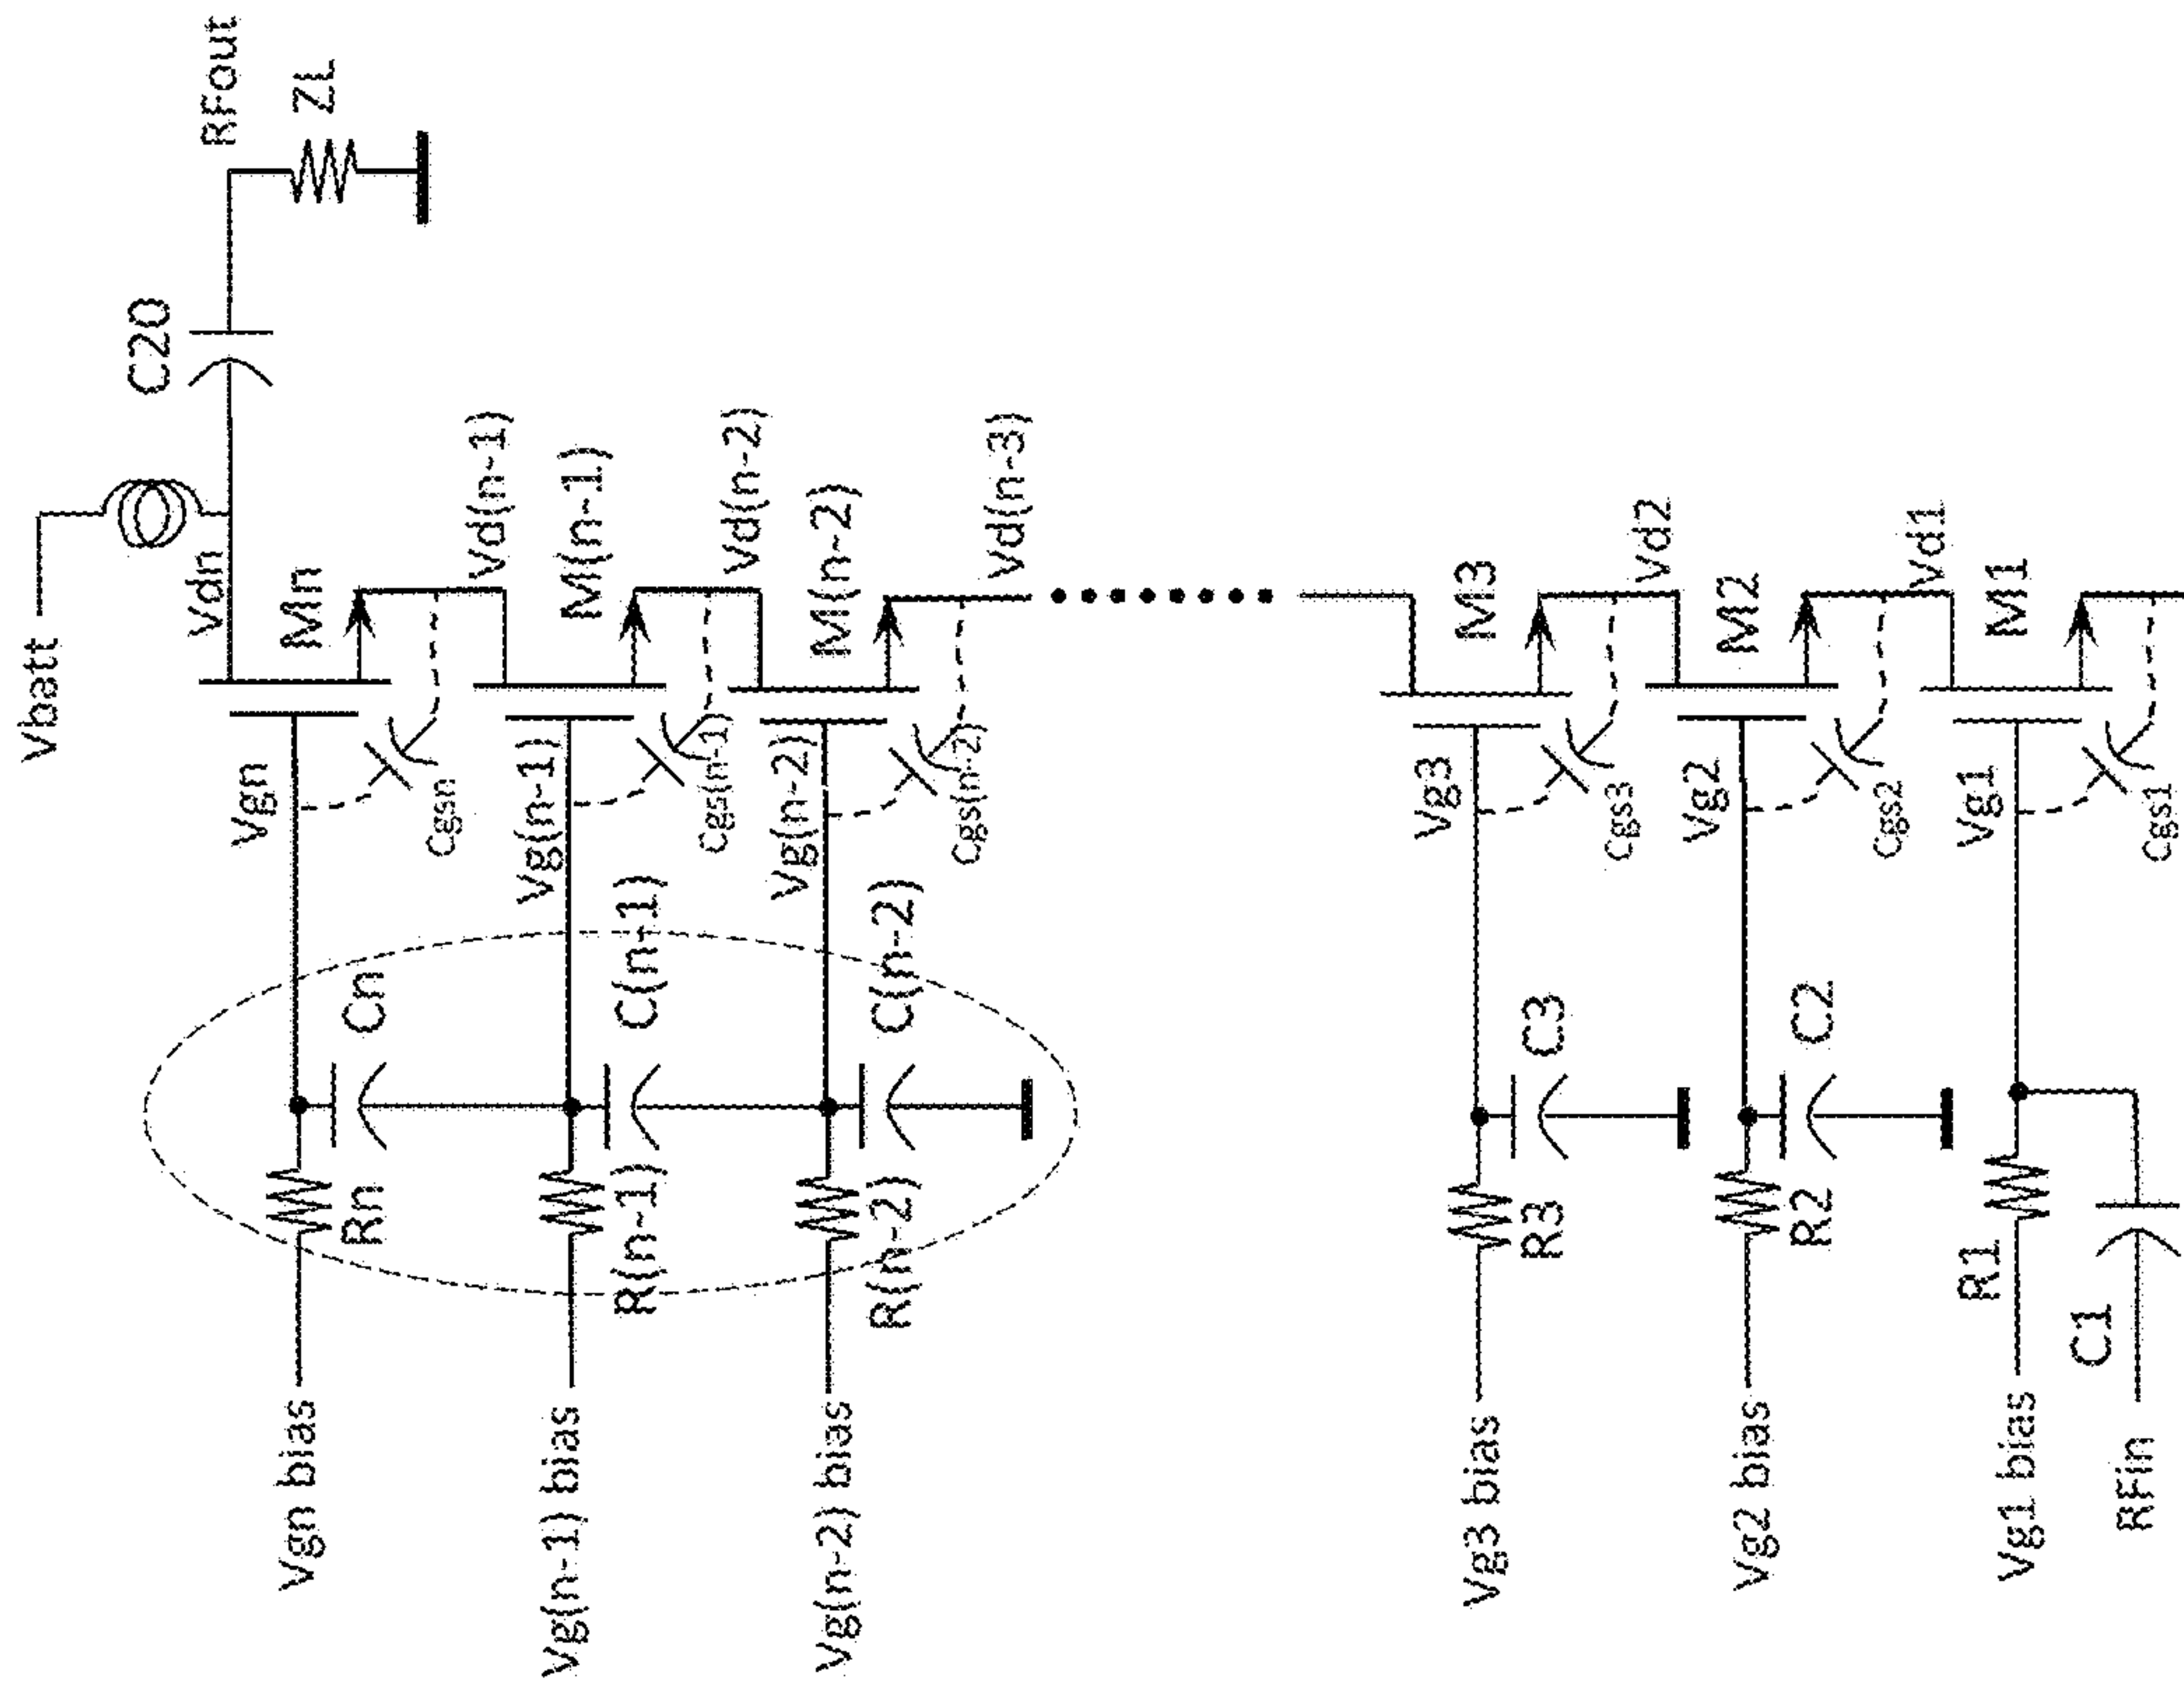 Vbatt
RFout
ZL
C20
Vdn
Mn
Vgn
Cgsn
Cn
Rn
Vgn bias
Vd(n-1)
M(n-1)
Vg(n-1)
Cgs(n-1)
C(n-1)
R(n-1)
Vg(n-1) bias
Vd(n-2)
M(n-2)
Vg(n-2)
Cgs(n-2)
C(n-2)
R(n-2)
Vg(n-2) bias
Vd(n-3)
M3
Vg3
Cgs3
C3
R3
Vg3 bias
Vd2
M2
Vg2
Cgs2
C2
R2
Vg2 bias
Vd1
M1
Vg1
Cgs1
R1
Vg1 bias
C1
RFin